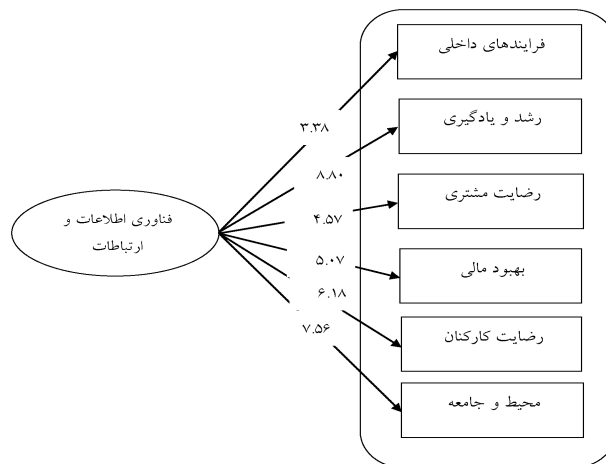 فرایندهای داخلی
۳.۳۸
رشد و یادگیری
۸.۸۰
رضایت مشتری
۴.۵۷
فناوری اطلاعات و
ارتباطات
بهبود مالی
۵.۰۷
۶.۱۸
رضایت کارکنان
۷.۵۶
محیط و جامعه